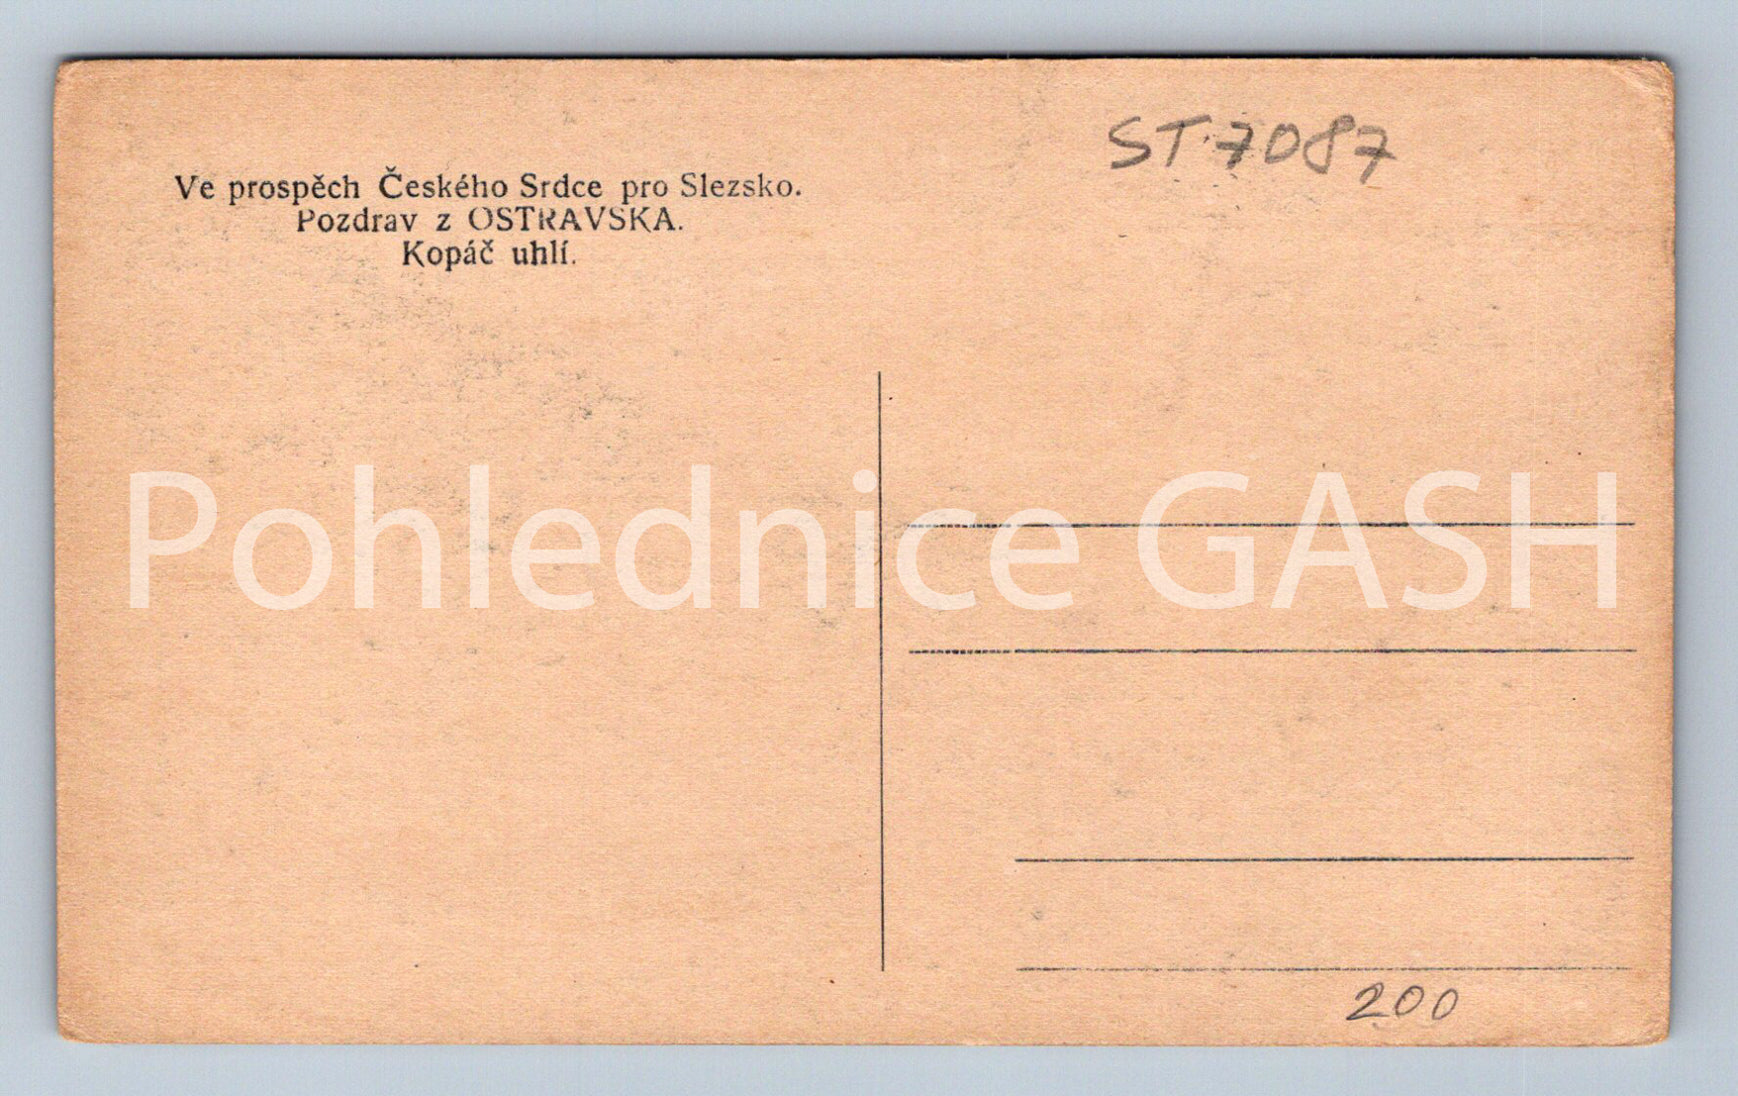 ST.7087
Ve prospěch Českého Srdce pro Slezsko.
Pozdrav z OSTRAVSKA.
Kopáč uhlí.
Pohlednice GASH
200